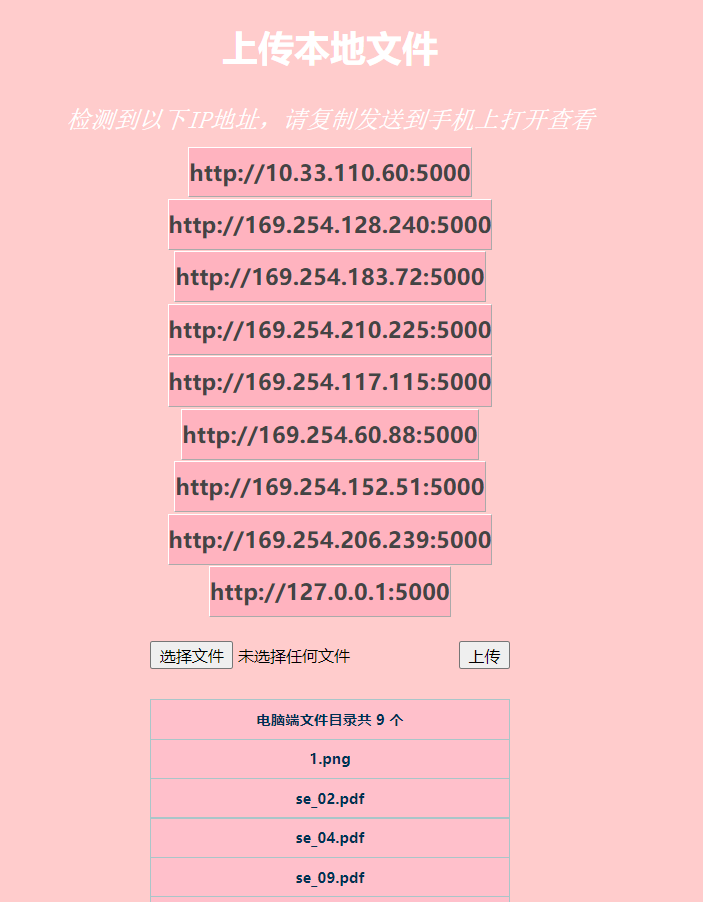 上传本地文件
检测到以下IP地址，请复制发送到手机上打开查看
http://10.33.110.60:5000
http://169.254.128.240:5000
http://169.254.183.72:5000
http://169.254.210.225:5000
http://169.254.117.115:5000
http://169.254.60.88:5000
http://169.254.152.51:5000
http://169.254.206.239:5000
http://127.0.0.1:5000
选择文件 未选择任何文件 上传
电脑端文件目录共 9 个
1.png
se_02.pdf
se_04.pdf
se_09.pdf